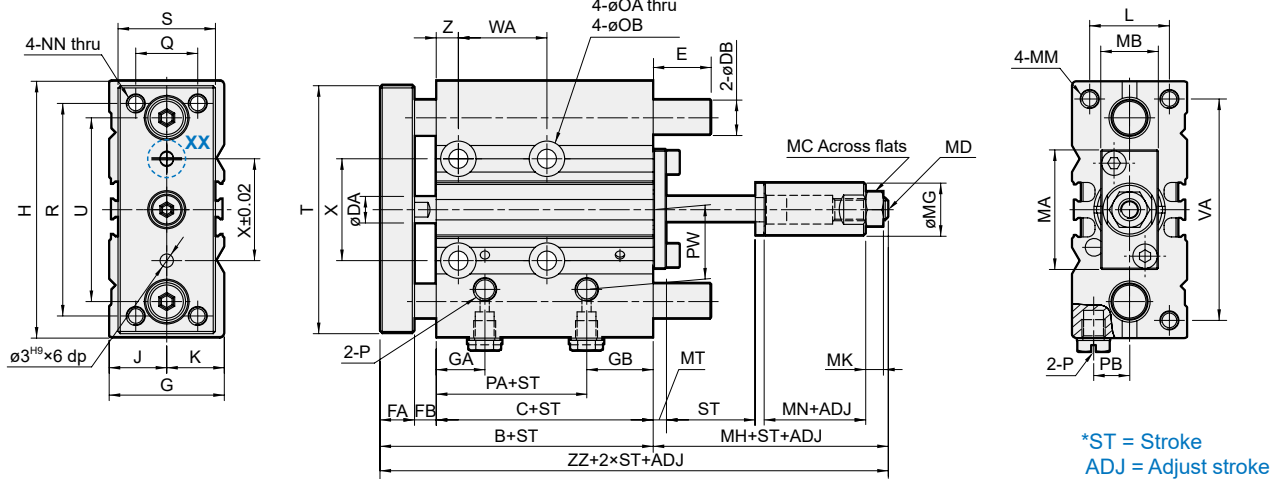 S
4-NN thru
Q
XX
H
R
U
X±0.02
ø3H9×6 dp
J
K
G
4-øOA thru
4-øOB
Z
WA
E
2-øDB
T
X
øDA
PW
MC Across flats
MD
øMG
2-P
GA
GB
MT
MK
PA+ST
FA
FB
C+ST
ST
MN+ADJ
B+ST
MH+ST+ADJ
ZZ+2×ST+ADJ
L
MB
4-MM
MA
VA
2-P
PB
*ST = Stroke
ADJ = Adjust stroke